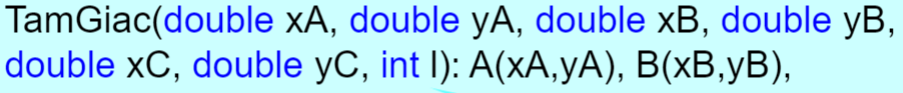 TamGiac(double xA, double yA, double xB, double yB,
double xC, double yC, int l): A(xA,yA), B(xB,yB),